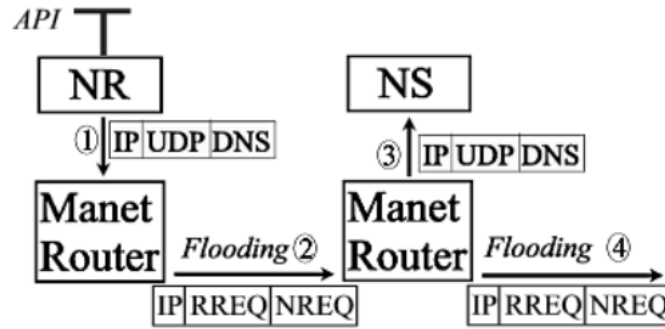 API
NR
NS
① IP UDP DNS
③ IP UDP DNS
Manet
Router
Flooding ②
IP RREQ NREQ
Manet
Router
Flooding ④
IP RREQ NREQ